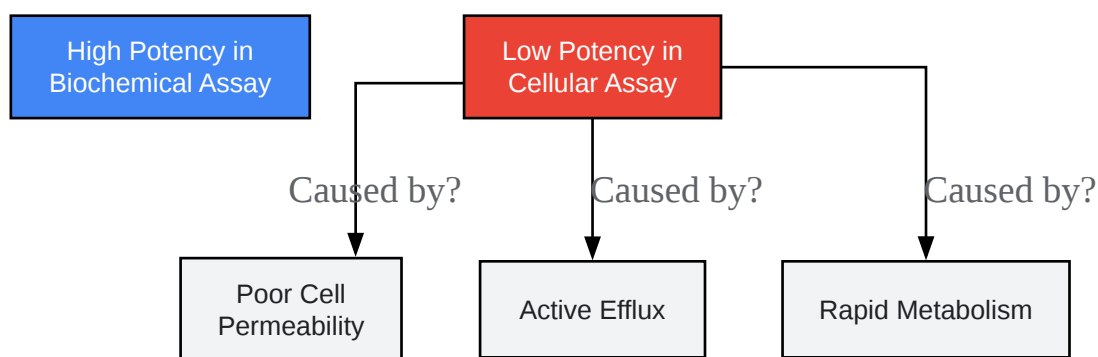 High Potency in
Biochemical Assay
Low Potency in
Cellular Assay
Caused by?
Caused by?
Caused by?
Poor Cell
Permeability
Active Efflux
Rapid Metabolism